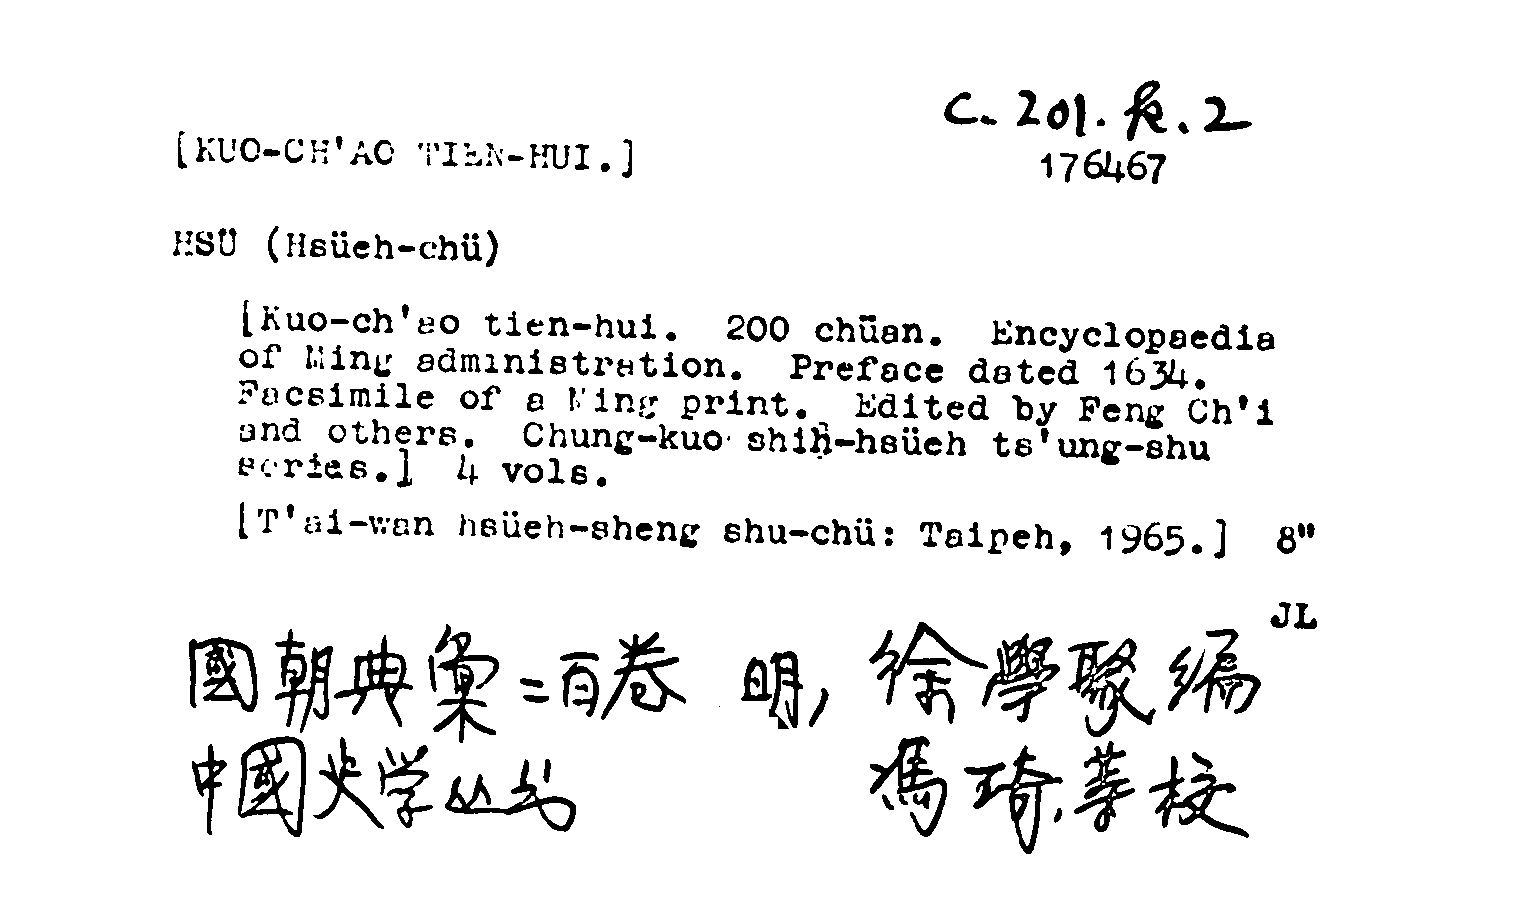 C. 201. k. 2
[KUO-CH'AO TIEN-HUI.]
176467
HSÜ (Hsüeh-chü)
[Kuo-ch'ao tien-hui. 200 chüan. Encyclopaedia
of Ming administration. Preface dated 1634.
Facsimile of a Ming print. Edited by Feng Ch'i
and others. Chung-kuo shih-hsüeh ts'ung-shu
series.] 4 vols.
[T'ai-wan hsüeh-sheng shu-chü: Taipeh, 1965.] 8"
JL
國朝典彙二百卷 明, 徐學聚編
中國史学丛书 馮琦,等校